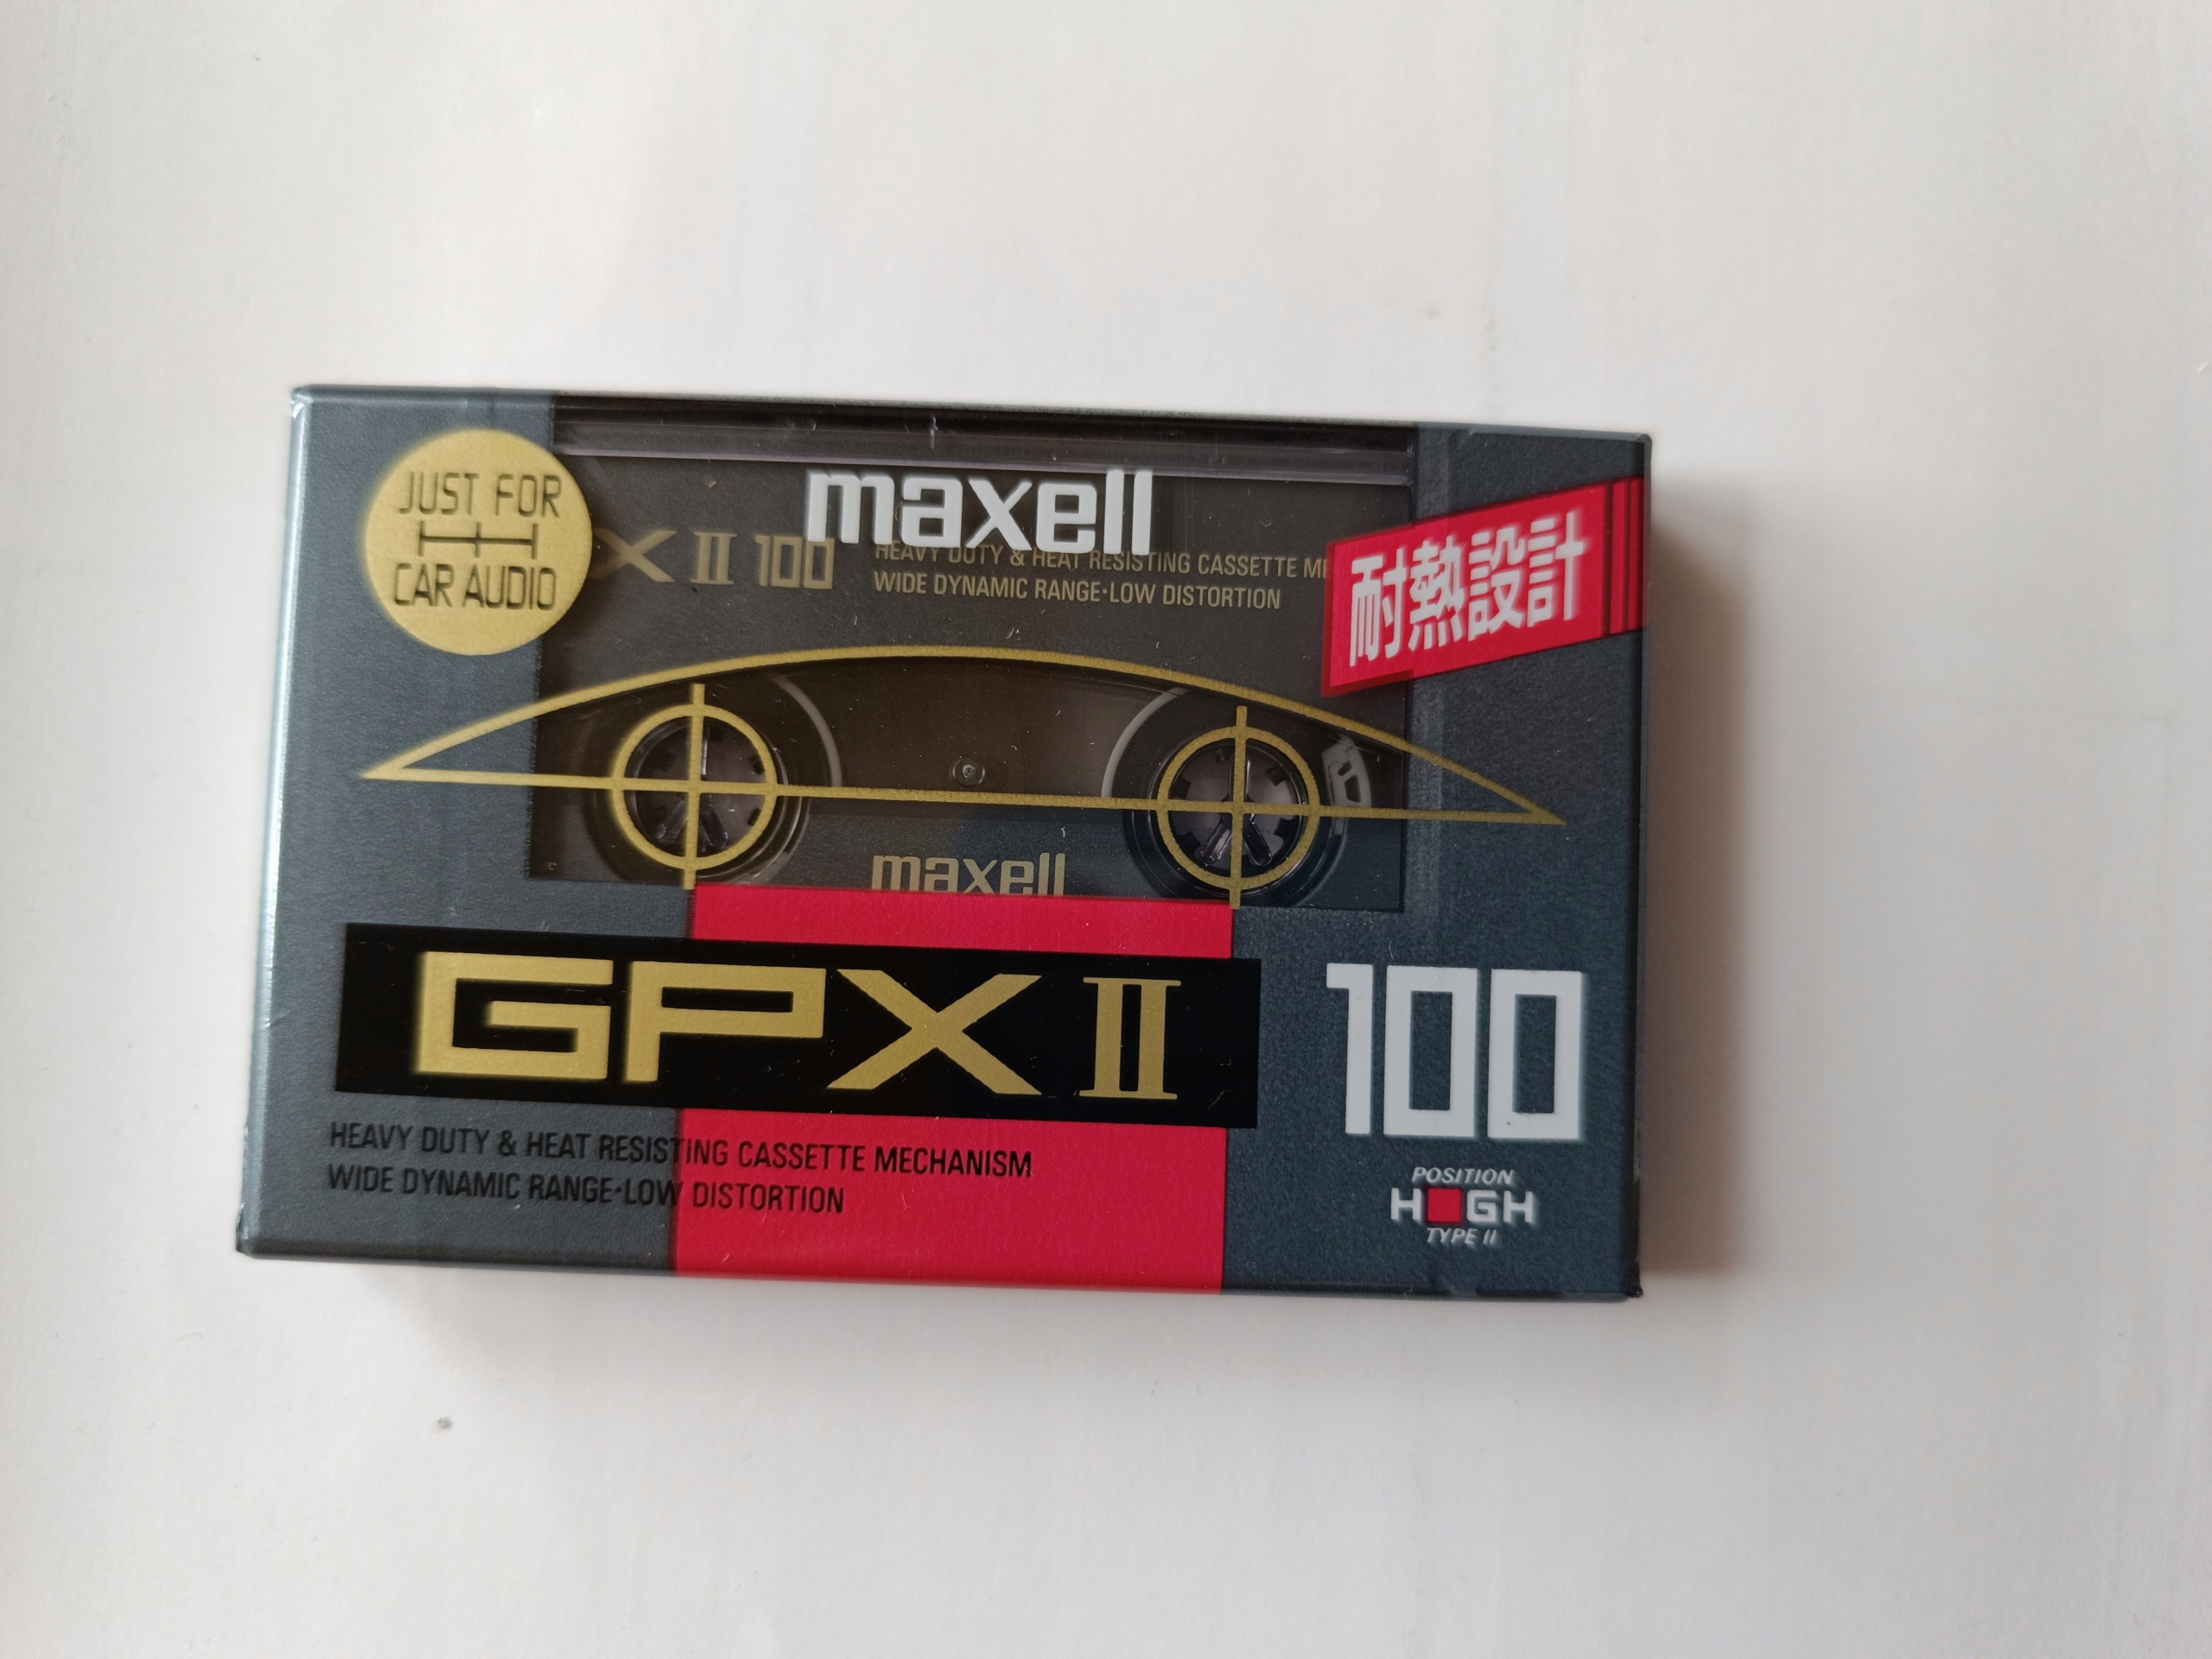 JUST FOR
CAR AUDIO
maxell
X II 100
HEAVY DUTY & HEAT RESISTING CASSETTE
WIDE DYNAMIC RANGE·LOW DISTORTION
耐熱設計
maxell
GPX II
100
HEAVY DUTY & HEAT RESISTING CASSETTE MECHANISM
WIDE DYNAMIC RANGE·LOW DISTORTION
POSITION
HIGH
TYPE II